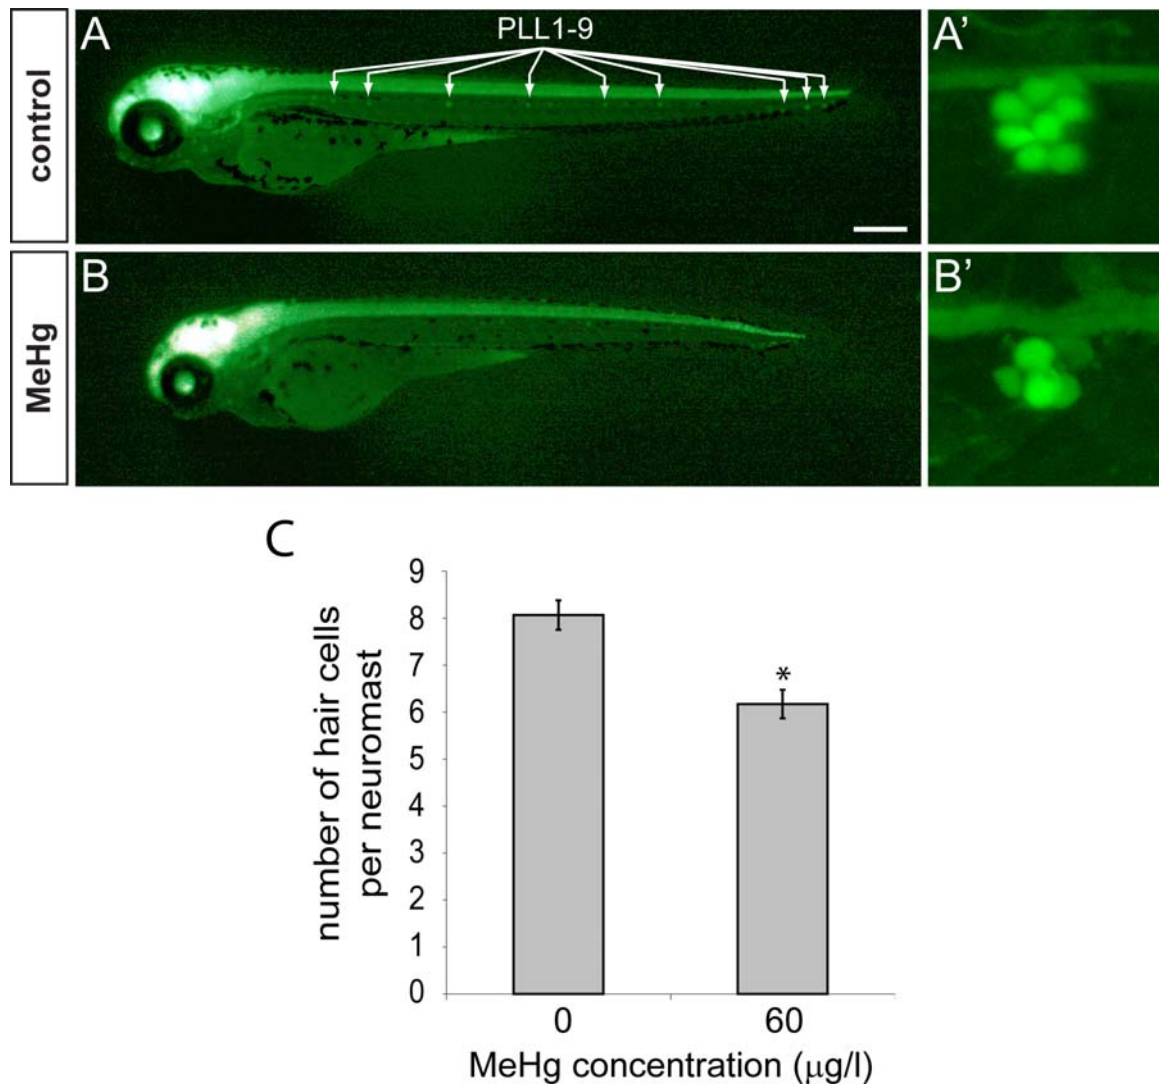 control
A
PLL1-9
A’
MeHg
B
B’
C
number of hair cells
per neuromast
9
8
7
6
5
4
3
2
1
0
*
0
60
MeHg concentration (µg/l)